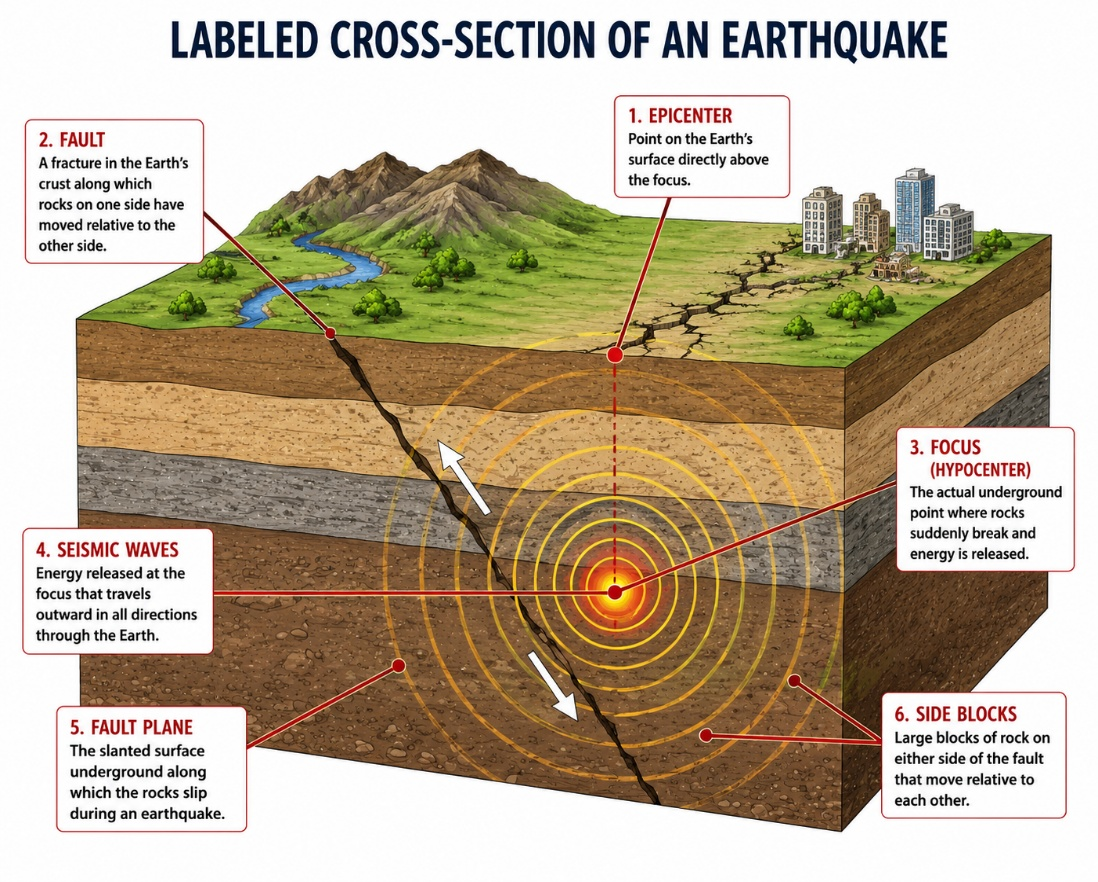 LABELED CROSS-SECTION OF AN EARTHQUAKE
1. EPICENTER
Point on the Earth's
surface directly above
the focus.
2. FAULT
A fracture in the Earth's
crust along which
rocks on one side have
moved relative to the
other side.
3. FOCUS
(HYPOCENTER)
The actual underground
point where rocks
suddenly break and
energy is released.
4. SEISMIC WAVES
Energy released at the
focus that travels
outward in all directions
through the Earth.
5. FAULT PLANE
The slanted surface
underground along
which the rocks slip
during an earthquake.
6. SIDE BLOCKS
Large blocks of rock on
either side of the fault
that move relative to
each other.